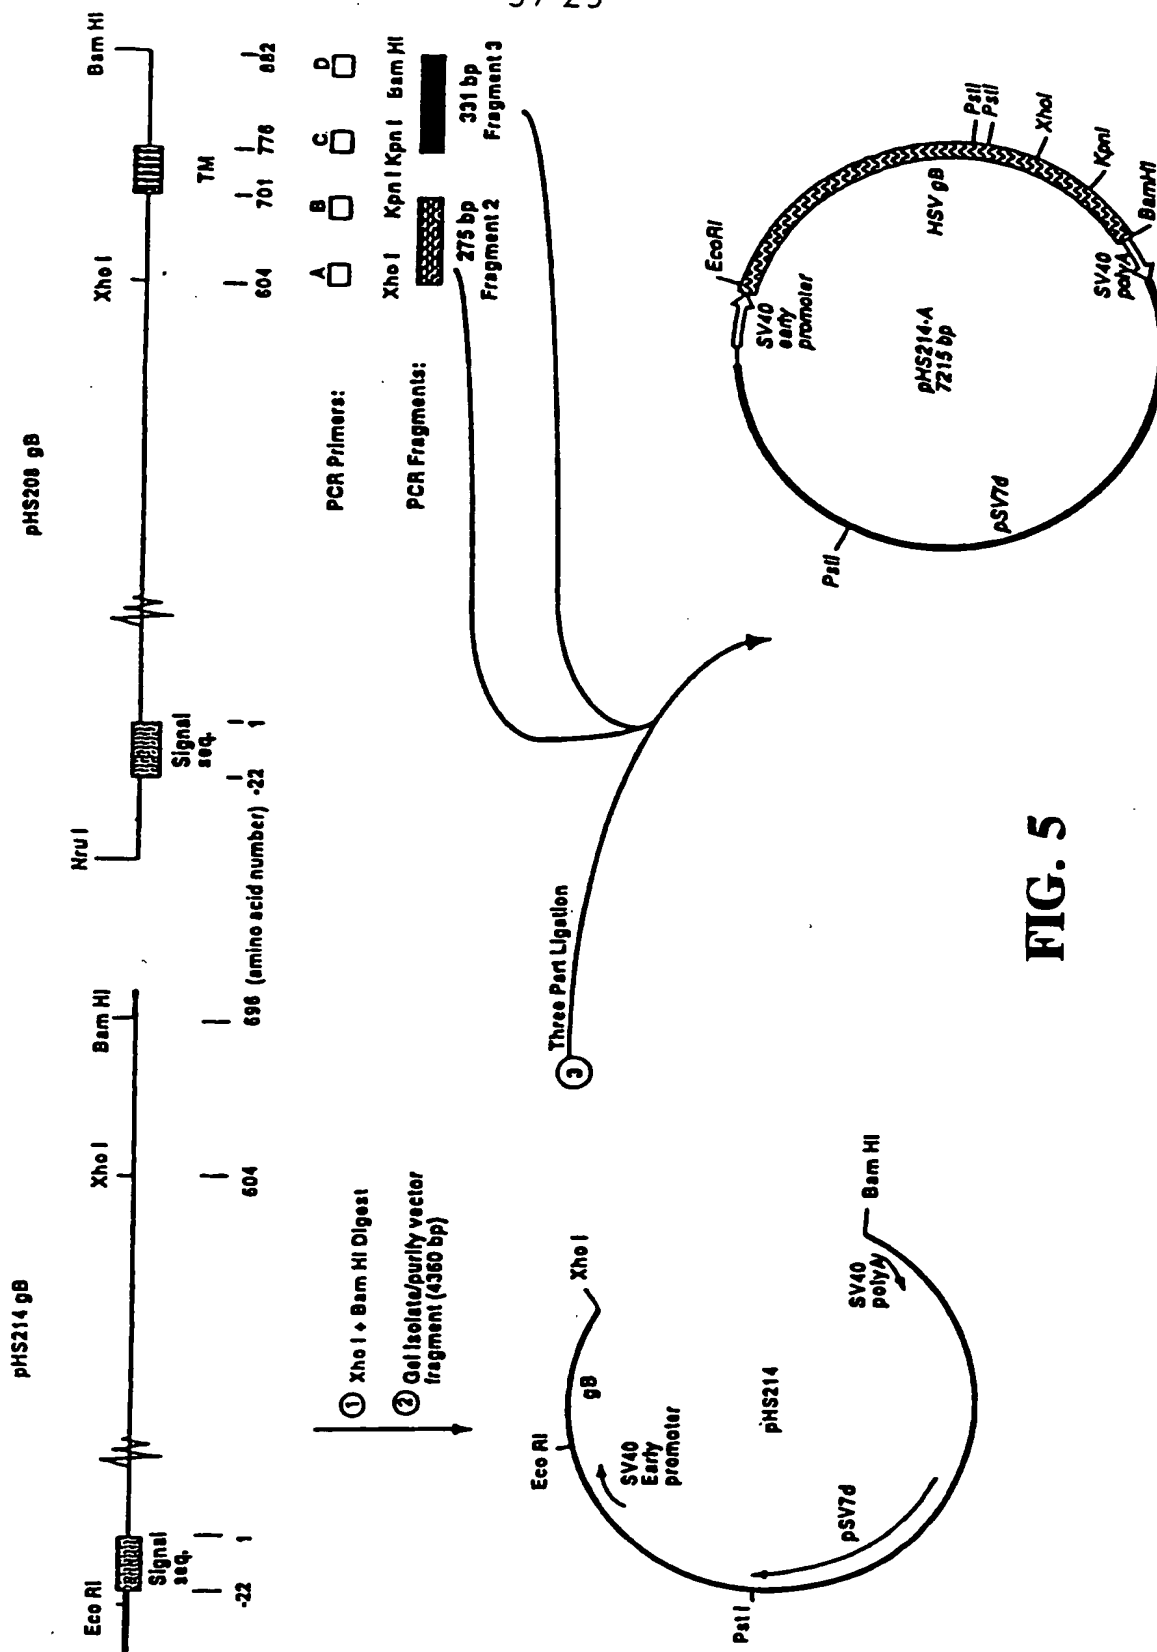 pHS214 gB
Eco RI
Xho I
Bam HI
Signal
seq.
-22
1
604
696 (amino acid number)
pHS208 gB
Nru I
Xho I
Bam HI
Signal
seq.
TM
-22
1
604
701
776
882
PCR Primers:
A
B
C
D
PCR Fragments:
Xho I
Kpn I
Kpn I
Bam HI
275 bp
Fragment 2
331 bp
Fragment 3
1 Xho I + Bam HI Digest
2 Gel isolate/purify vector
fragment (4360 bp)
3
Three Part Ligation
Eco RI
gB
Xho I
SV40
Early
promoter
pHS214
SV40
polyA
Bam HI
pSV7d
Pst I
EcoRI
SV40
early
promoter
HSV gB
PstI
PstI
XhoI
KpnI
BamHI
SV40
polyA
pHS214-A
7215 bp
pSV7d
PstI
FIG. 5